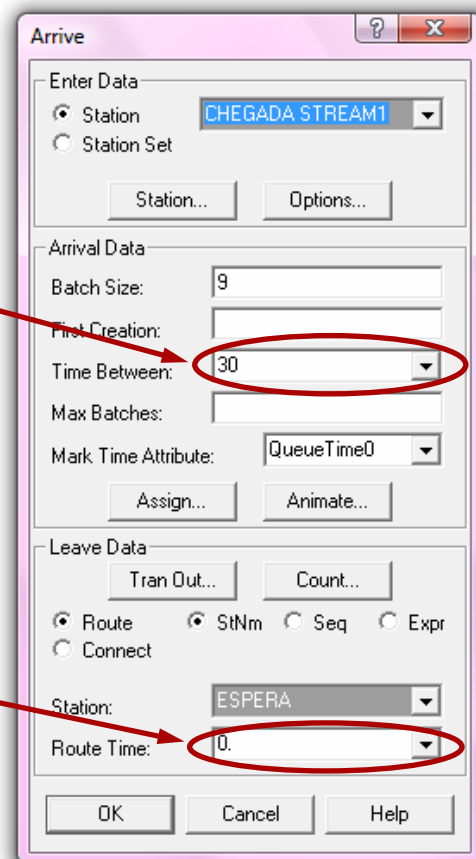 Arrive ? X
Enter Data
Station CHEGADA STREAM1
Station Set
Station... Options...
Arrival Data
Batch Size: 9
First Creation:
Time Between: 30
Max Batches:
Mark Time Attribute: QueueTime0
Assign... Animate...
Leave Data
Tran Out... Count...
Route StNm Seq Expr
Connect
Station: ESPERA
Route Time: 0.
OK Cancel Help